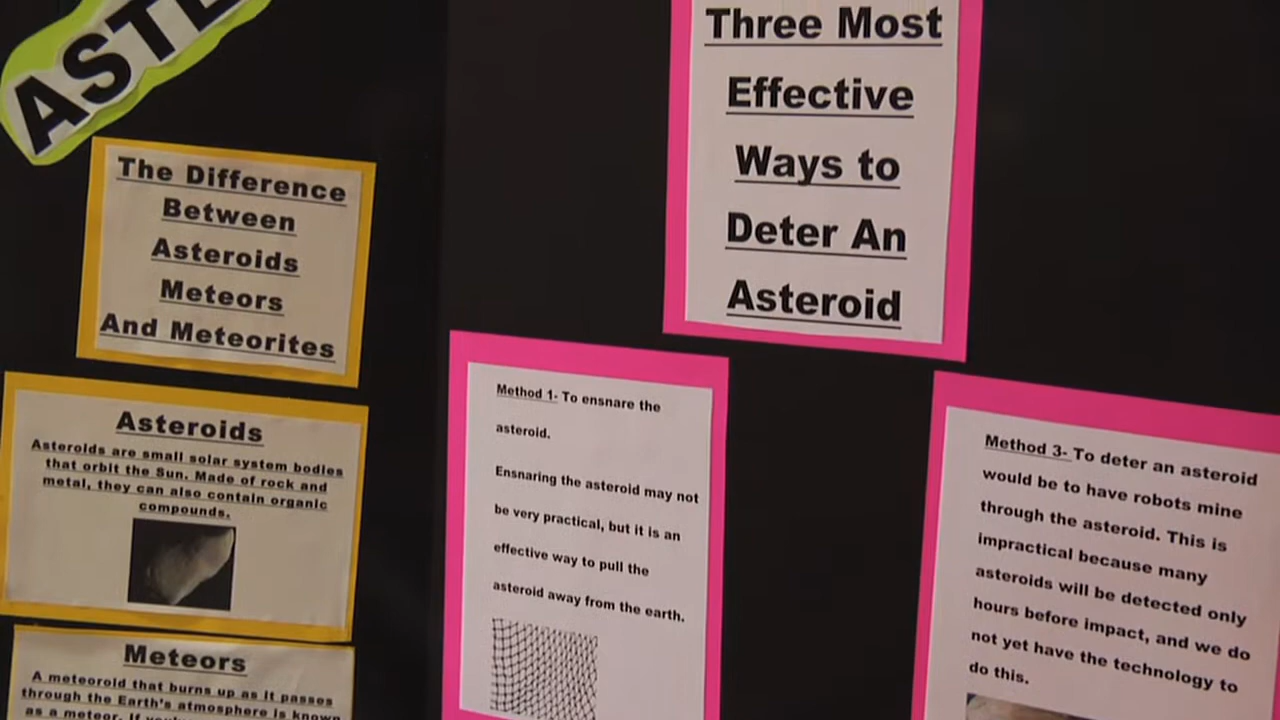 The Difference
Between
Asteroids
Meteors
And Meteorites
Asteroids
Asteroids are small solar system bodies
that orbit the Sun. Made of rock and
metal, they can also contain organic
compounds.
Meteors
A meteoroid that burns up as it passes
through the Earth's atmosphere is known
as a meteor. If
Three Most
Effective
Ways to
Deter An
Asteroid
Method 1- To ensnare the
asteroid.
Ensnaring the asteroid may not
be very practical, but it is an
effective way to pull the
asteroid away from the earth.
Method 3- To deter an asteroid
would be to have robots mine
through the asteroid. This is
impractical because many
asteroids will be detected only
hours before impact, and we do
not yet have the technology to
do this.